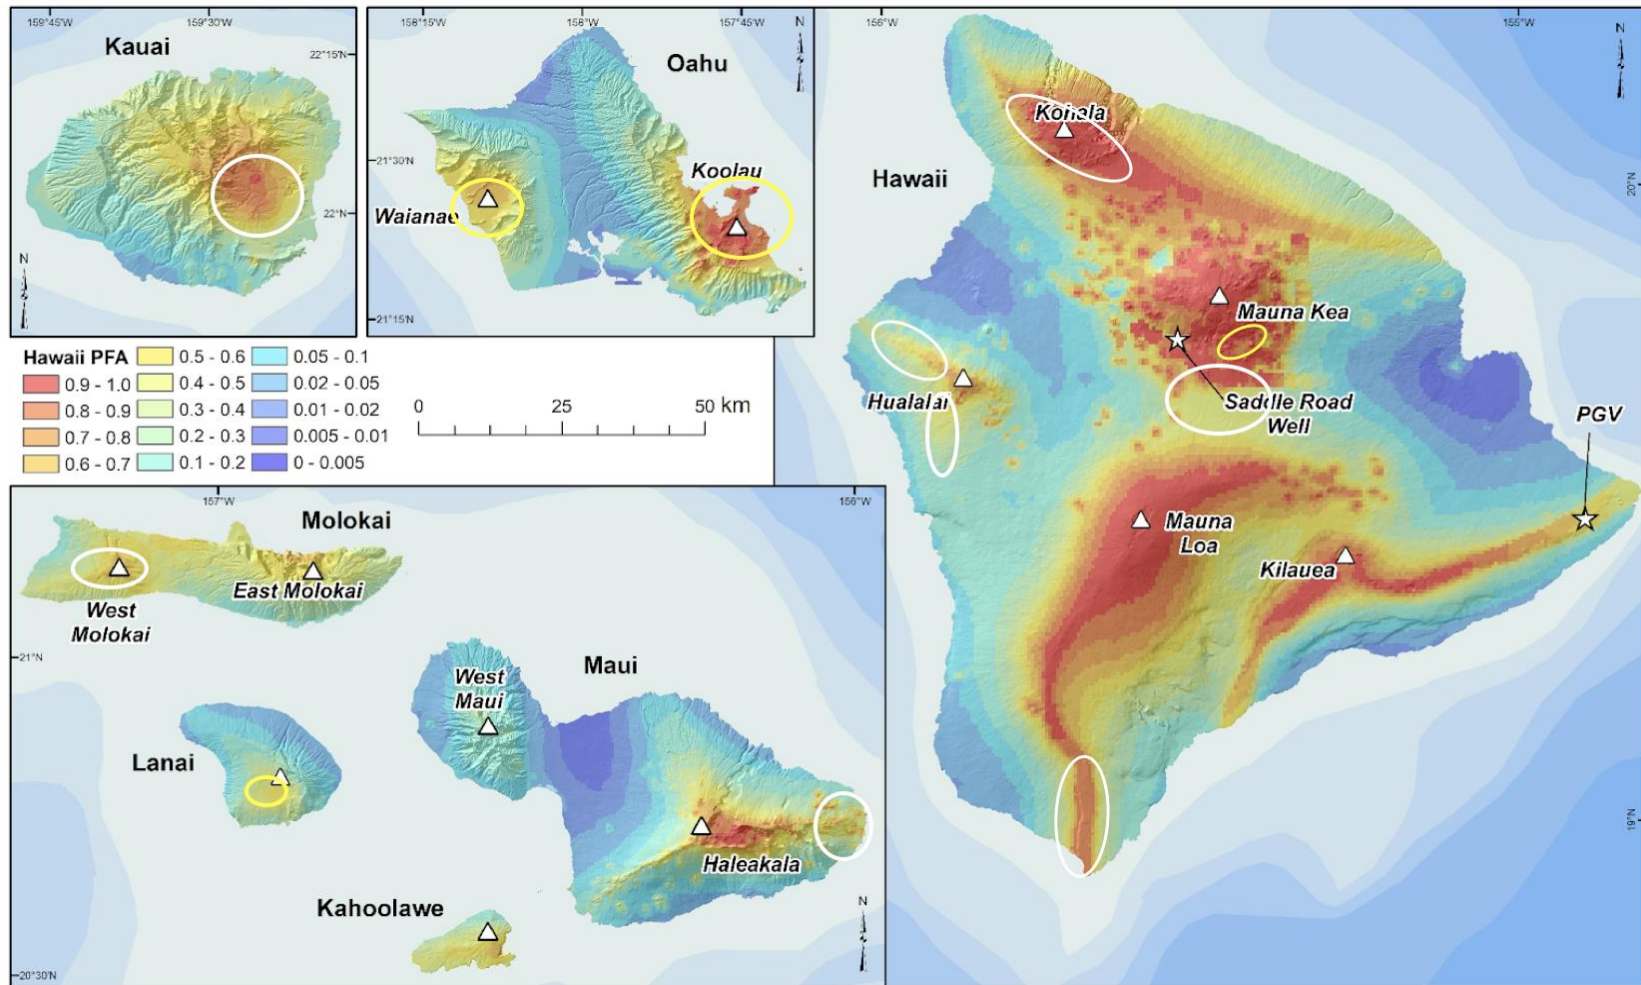 159°45'W
159°30'W
Kauai
22°15'N
22°0'N
N
158°15'W
158°W
157°45'W
N
Oahu
21°30'N
Koolau
Waianae
21°15'N
156°W
155°W
N
Kohala
Hawaii
20°N
Mauna Kea
Hualalai
Saddle Road
Well
PGV
Mauna
Loa
Kilauea
19°N
Hawaii PFA
0.9 - 1.0
0.8 - 0.9
0.7 - 0.8
0.6 - 0.7
0.5 - 0.6
0.4 - 0.5
0.3 - 0.4
0.2 - 0.3
0.1 - 0.2
0.05 - 0.1
0.02 - 0.05
0.01 - 0.02
0.005 - 0.01
0 - 0.005
0 25 50 km
157°W
156°W
Molokai
East Molokai
West
Molokai
21°N
Maui
West
Maui
Lanai
Haleakala
Kahoolawe
N
20°30'N